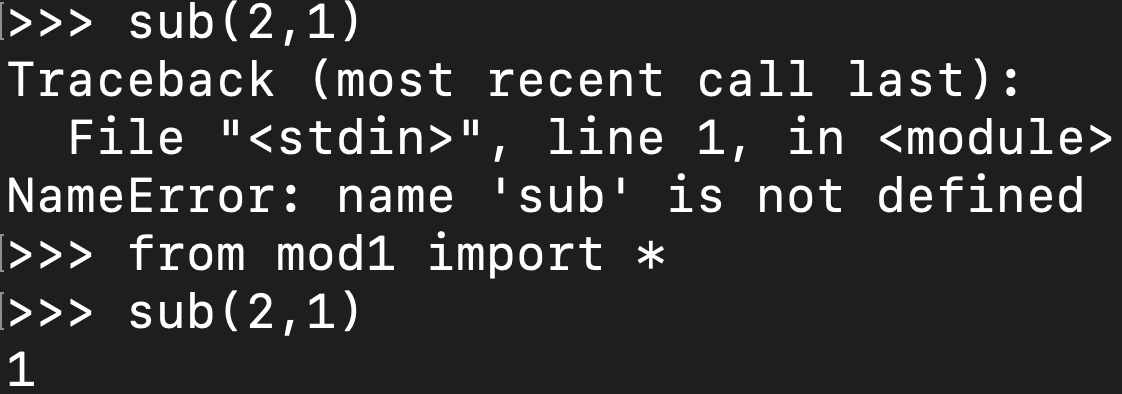 >>> sub(2,1)
Traceback (most recent call last):
  File "<stdin>", line 1, in <module>
NameError: name 'sub' is not defined
>>> from mod1 import *
>>> sub(2,1)
1